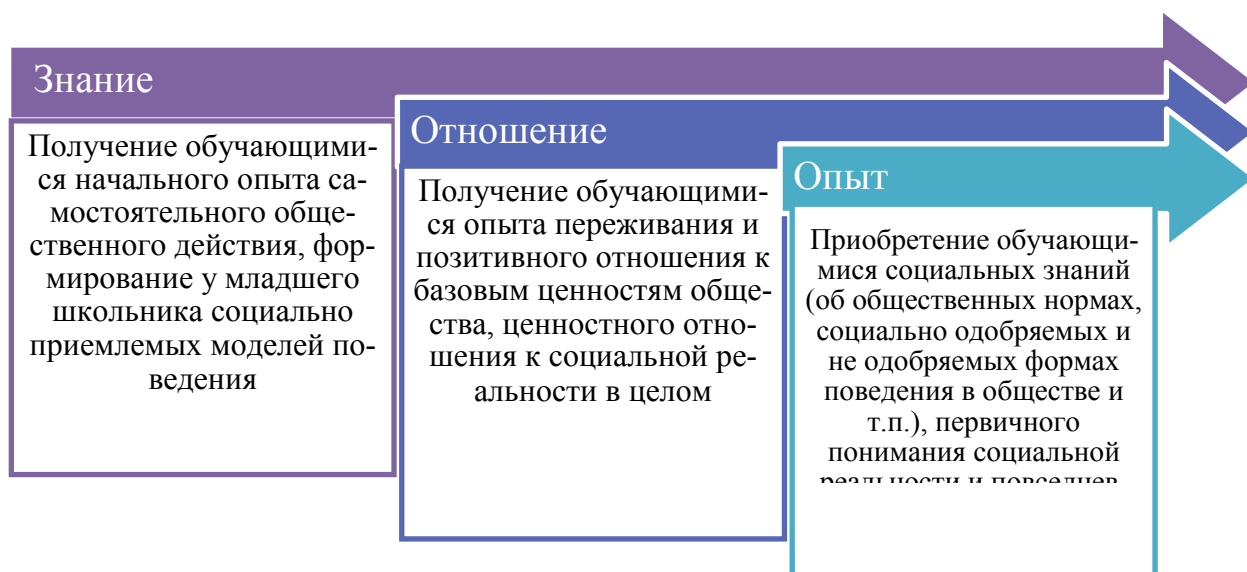 Знание
Получение обучающими-
ся начального опыта са-
мостоятельного обще-
ственного действия, фор-
мирование у младшего
школьника социально
приемлемых моделей по-
ведения
Отношение
Получение обучающими-
ся опыта переживания и
позитивного отношения к
базовым ценностям обще-
ства, ценностного отно-
шения к социальной ре-
альности в целом
Опыт
Приобретение обучающи-
мися социальных знаний
(об общественных нормах,
социально одобряемых и
не одобряемых формах
поведения в обществе и
т.п.), первичного
понимания социальной
реальности и повседнев-